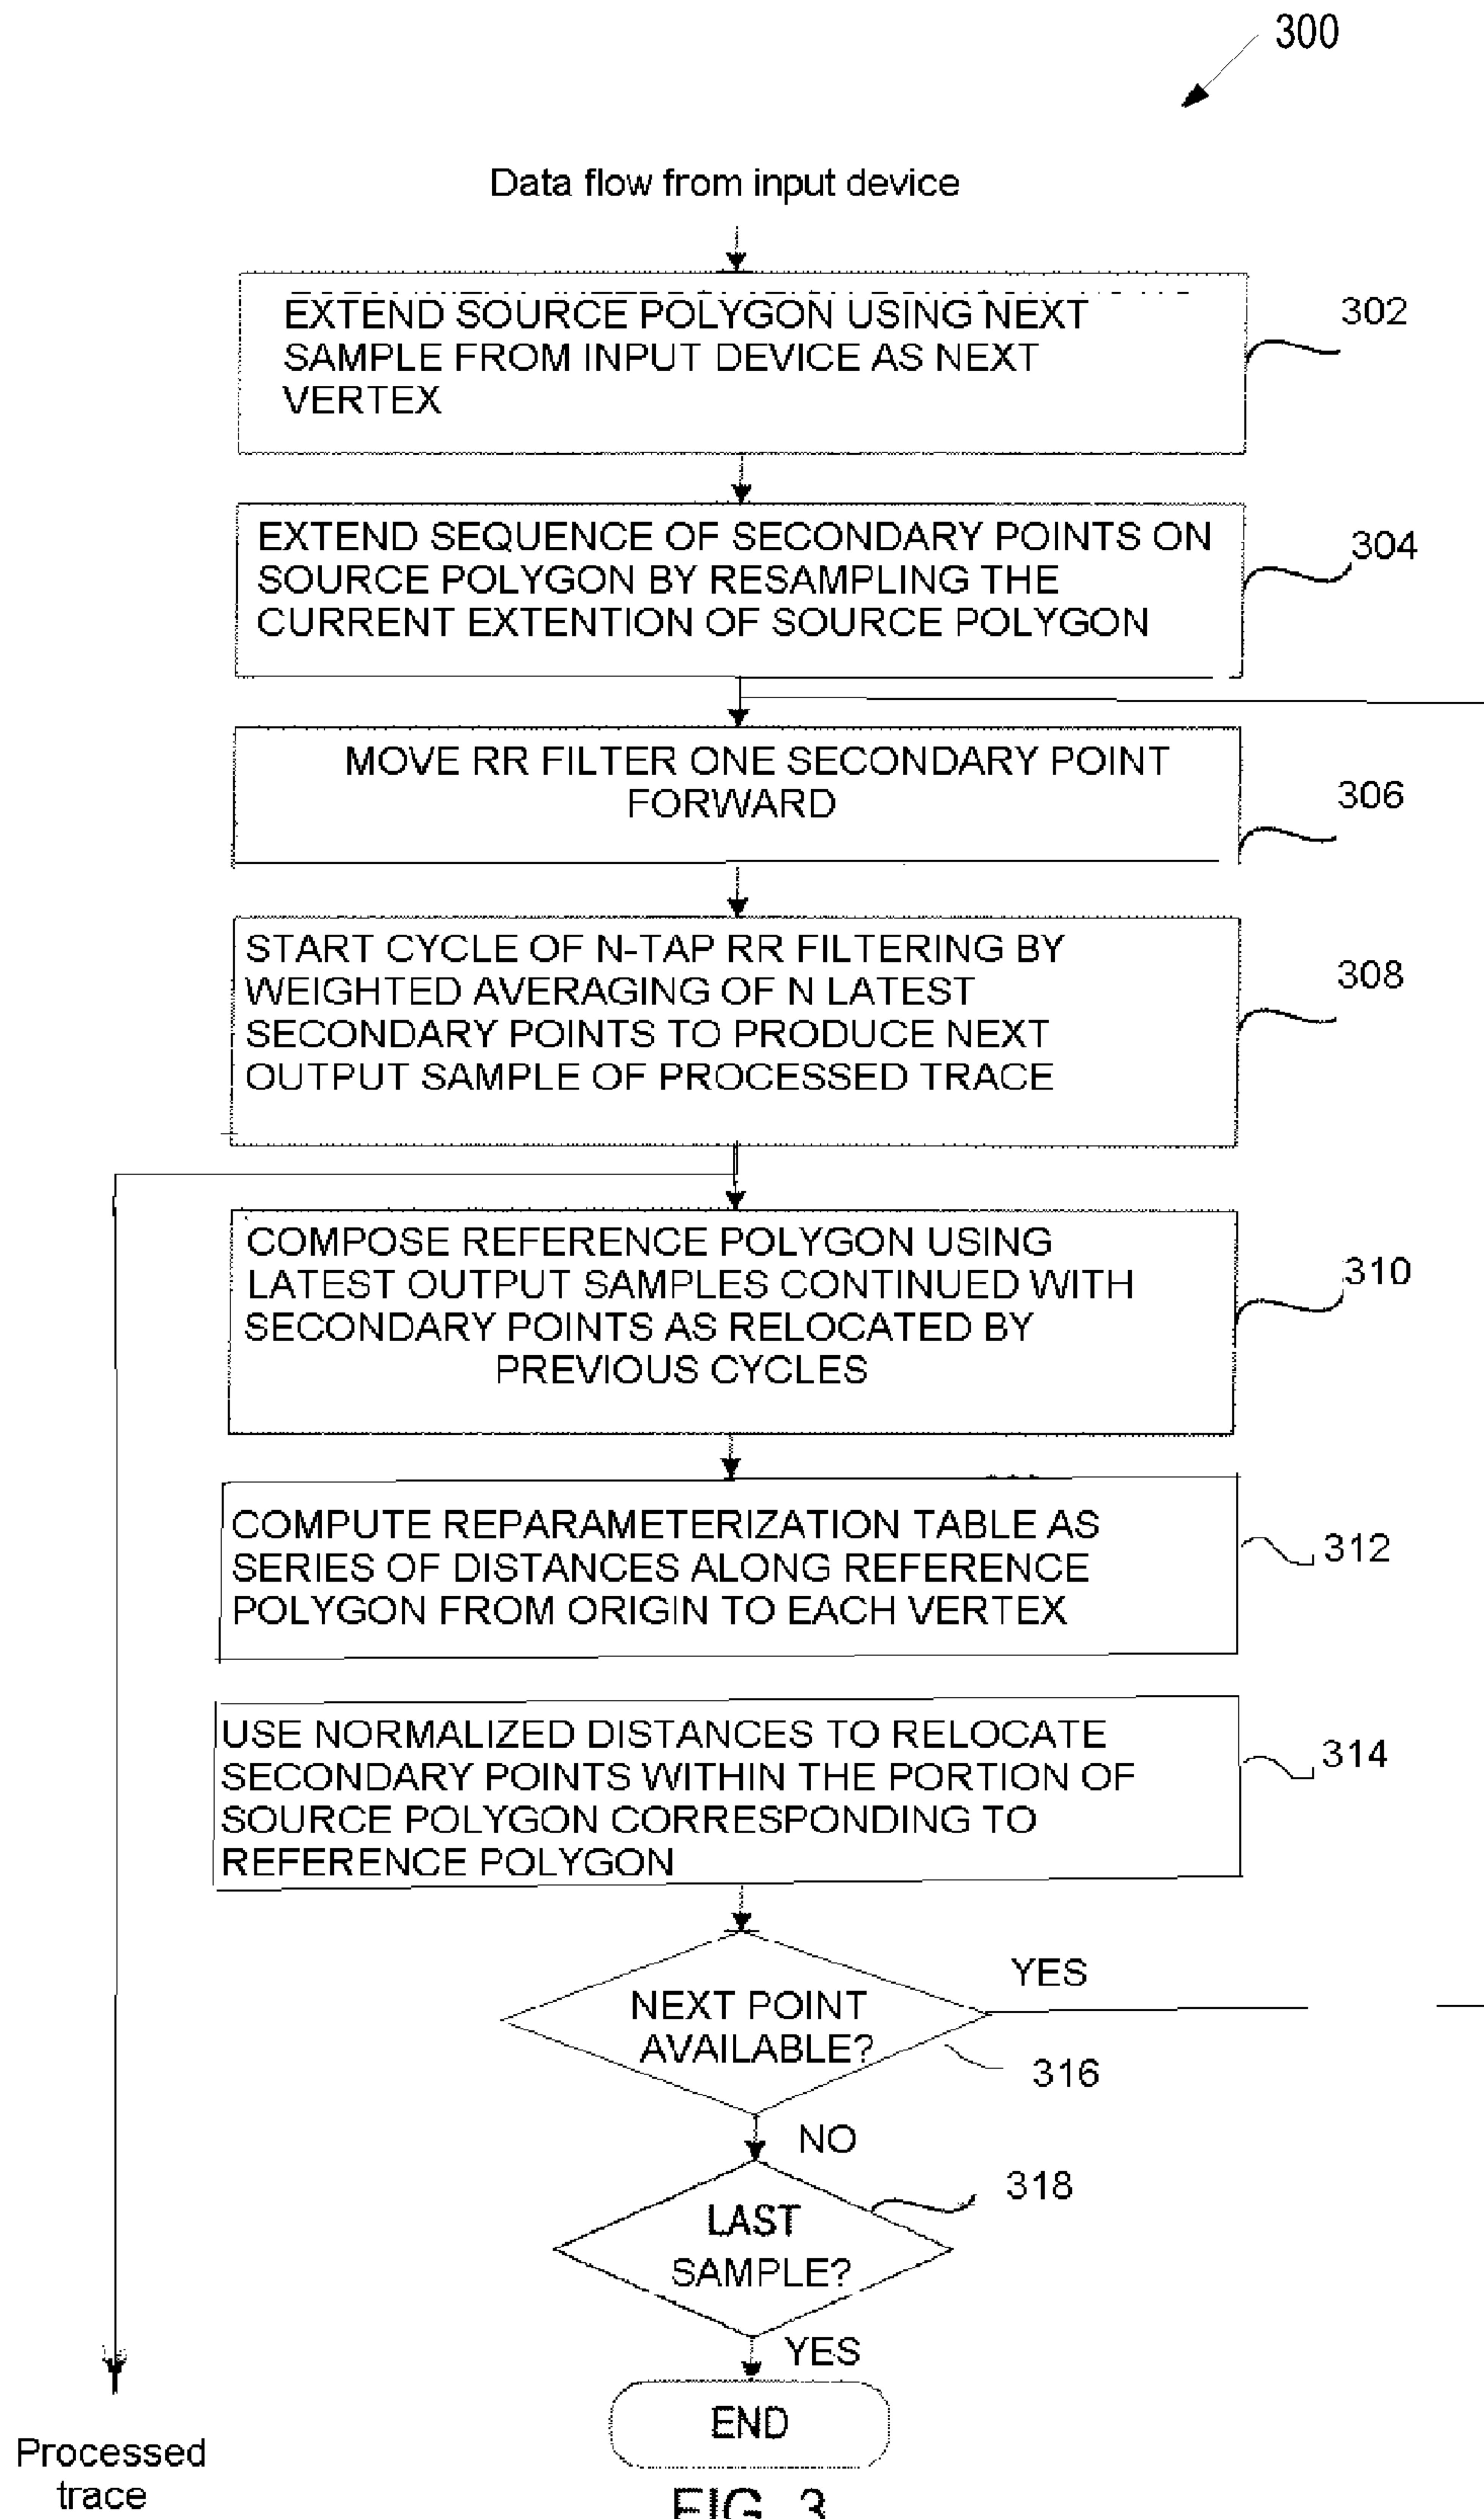 300
Data flow from input device
EXTEND SOURCE POLYGON USING NEXT
SAMPLE FROM INPUT DEVICE AS NEXT
VERTEX
302
EXTEND SEQUENCE OF SECONDARY POINTS ON
SOURCE POLYGON BY RESAMPLING THE
CURRENT EXTENTION OF SOURCE POLYGON
304
MOVE RR FILTER ONE SECONDARY POINT
FORWARD
306
START CYCLE OF N-TAP RR FILTERING BY
WEIGHTED AVERAGING OF N LATEST
SECONDARY POINTS TO PRODUCE NEXT
OUTPUT SAMPLE OF PROCESSED TRACE
308
COMPOSE REFERENCE POLYGON USING
LATEST OUTPUT SAMPLES CONTINUED WITH
SECONDARY POINTS AS RELOCATED BY
PREVIOUS CYCLES
310
COMPUTE REPARAMETERIZATION TABLE AS
SERIES OF DISTANCES ALONG REFERENCE
POLYGON FROM ORIGIN TO EACH VERTEX
312
USE NORMALIZED DISTANCES TO RELOCATE
SECONDARY POINTS WITHIN THE PORTION OF
SOURCE POLYGON CORRESPONDING TO
REFERENCE POLYGON
314
NEXT POINT
AVAILABLE?
YES
316
NO
LAST
SAMPLE?
318
YES
END
Processed
trace
FIG. 3